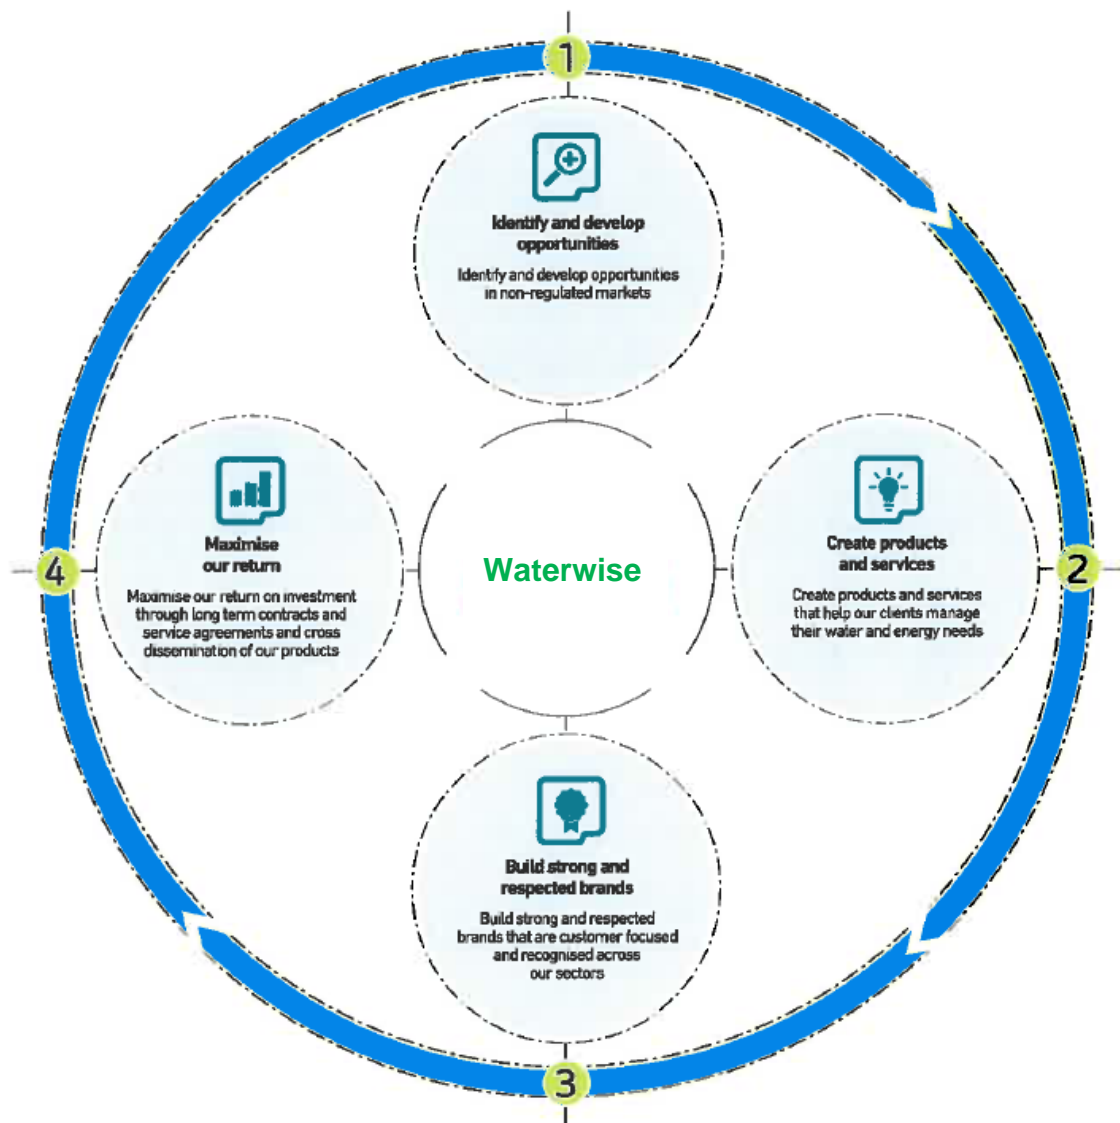 1
Identify and develop
opportunities
Identify and develop opportunities
in non-regulated markets
2
Create products
and services
Create products and services
that help our clients manage
their water and energy needs
3
Build strong and
respected brands
Build strong and respected
brands that are customer focused
and recognised across
our sectors
4
Maximise
our return
Maximise our return on investment
through long term contracts and
service agreements and cross
dissemination of our products
Waterwise